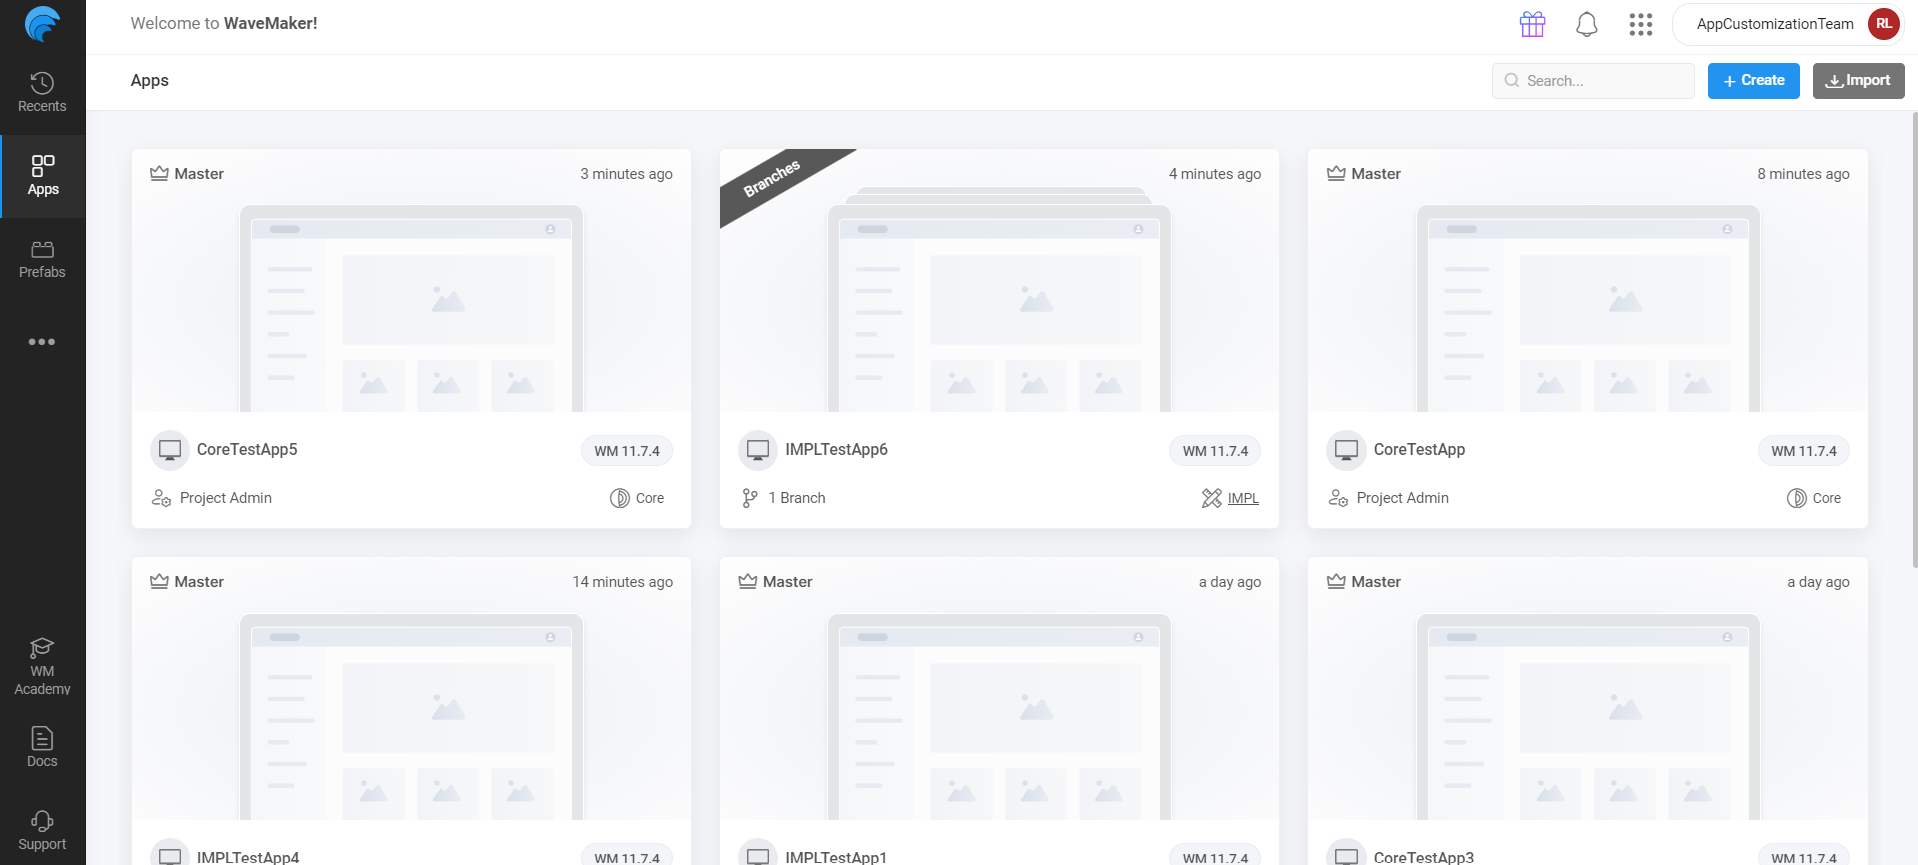 Welcome to WaveMaker!
AppCustomizationTeam
RL
Recents
Apps
Prefabs
WM
Academy
Docs
Support
Apps
Search...
+ Create
Import
Master
3 minutes ago
CoreTestApp5
WM 11.7.4
Project Admin
Core
Branches
4 minutes ago
IMPLTestApp6
WM 11.7.4
1 Branch
IMPL
Master
8 minutes ago
CoreTestApp
WM 11.7.4
Project Admin
Core
Master
14 minutes ago
IMPLTestApp4
WM 11.7.4
Master
a day ago
IMPLTestApp1
WM 11.7.4
Master
a day ago
CoreTestApp3
WM 11.7.4